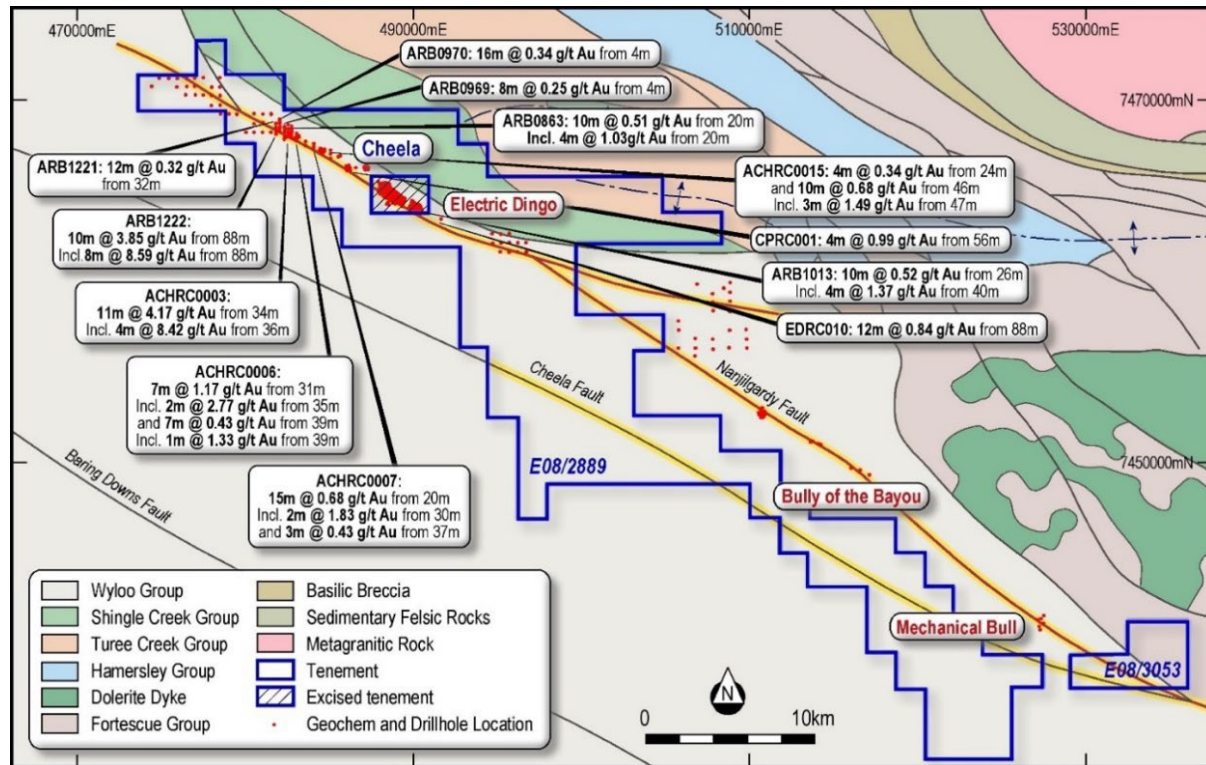 470000mE
490000mE
510000mE
530000mE
ARB0970: 16m @ 0.34 g/t Au from 4m
ARB0969: 8m @ 0.25 g/t Au from 4m
7470000mN
ARB0863: 10m @ 0.51 g/t Au from 20m
Incl. 4m @ 1.03g/t Au from 20m
Cheela
ARB1221: 12m @ 0.32 g/t Au
from 32m
ACHRC0015: 4m @ 0.34 g/t Au from 24m
and 10m @ 0.68 g/t Au from 46m
Incl. 3m @ 1.49 g/t Au from 47m
Electric Dingo
ARB1222:
10m @ 3.85 g/t Au from 88m
Incl.8m @ 8.59 g/t Au from 88m
CPRC001: 4m @ 0.99 g/t Au from 56m
ARB1013: 10m @ 0.52 g/t Au from 26m
Incl. 4m @ 1.37 g/t Au from 40m
ACHRC0003:
11m @ 4.17 g/t Au from 34m
Incl. 4m @ 8.42 g/t Au from 36m
EDRC010: 12m @ 0.84 g/t Au from 88m
ACHRC0006:
7m @ 1.17 g/t Au from 31m
Incl. 2m @ 2.77 g/t Au from 35m
and 7m @ 0.43 g/t Au from 39m
Incl. 1m @ 1.33 g/t Au from 39m
Cheela Fault
Nanjilgardy Fault
Baring Downs Fault
E08/2889
7450000mN
ACHRC0007:
15m @ 0.68 g/t Au from 20m
Incl. 2m @ 1.83 g/t Au from 30m
and 3m @ 0.43 g/t Au from 37m
Bully of the Bayou
Mechanical Bull
E08/3053
Wyloo Group
Shingle Creek Group
Turee Creek Group
Hamersley Group
Dolerite Dyke
Fortescue Group
Basilic Breccia
Sedimentary Felsic Rocks
Metagranitic Rock
Tenement
Excised tenement
Geochem and Drillhole Location
N
0
10km